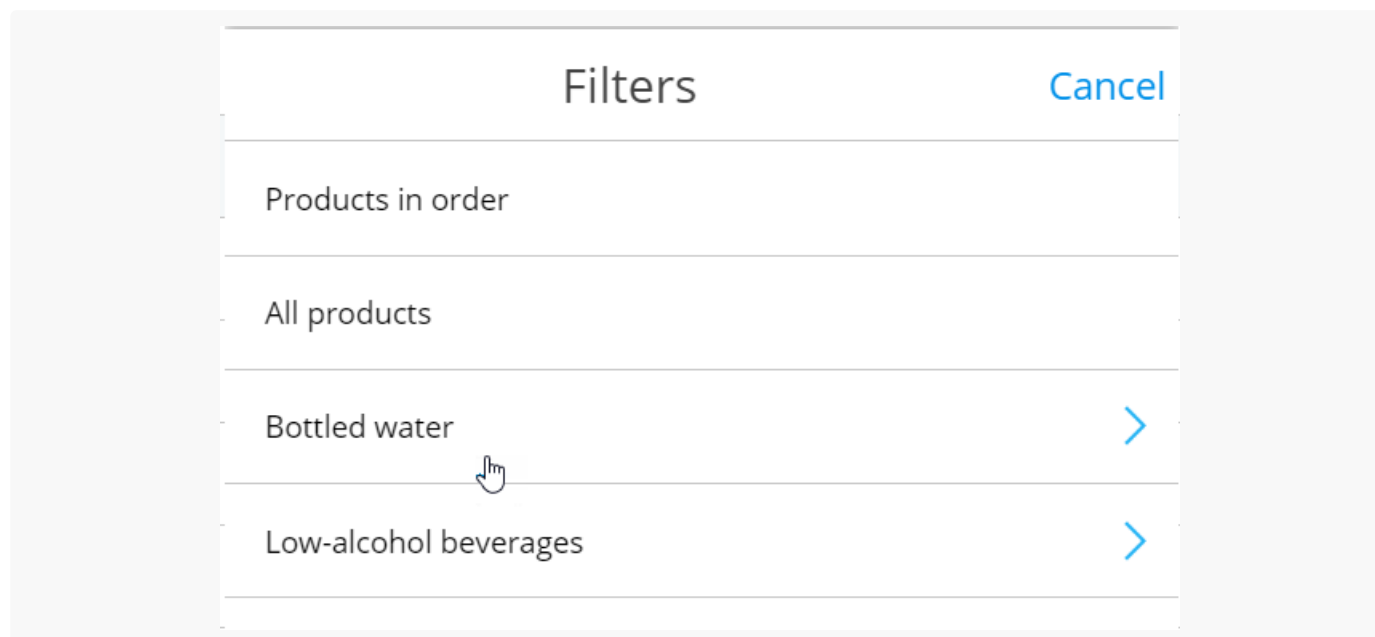 Filters
Cancel
Products in order
All products
Bottled water
Low-alcohol beverages